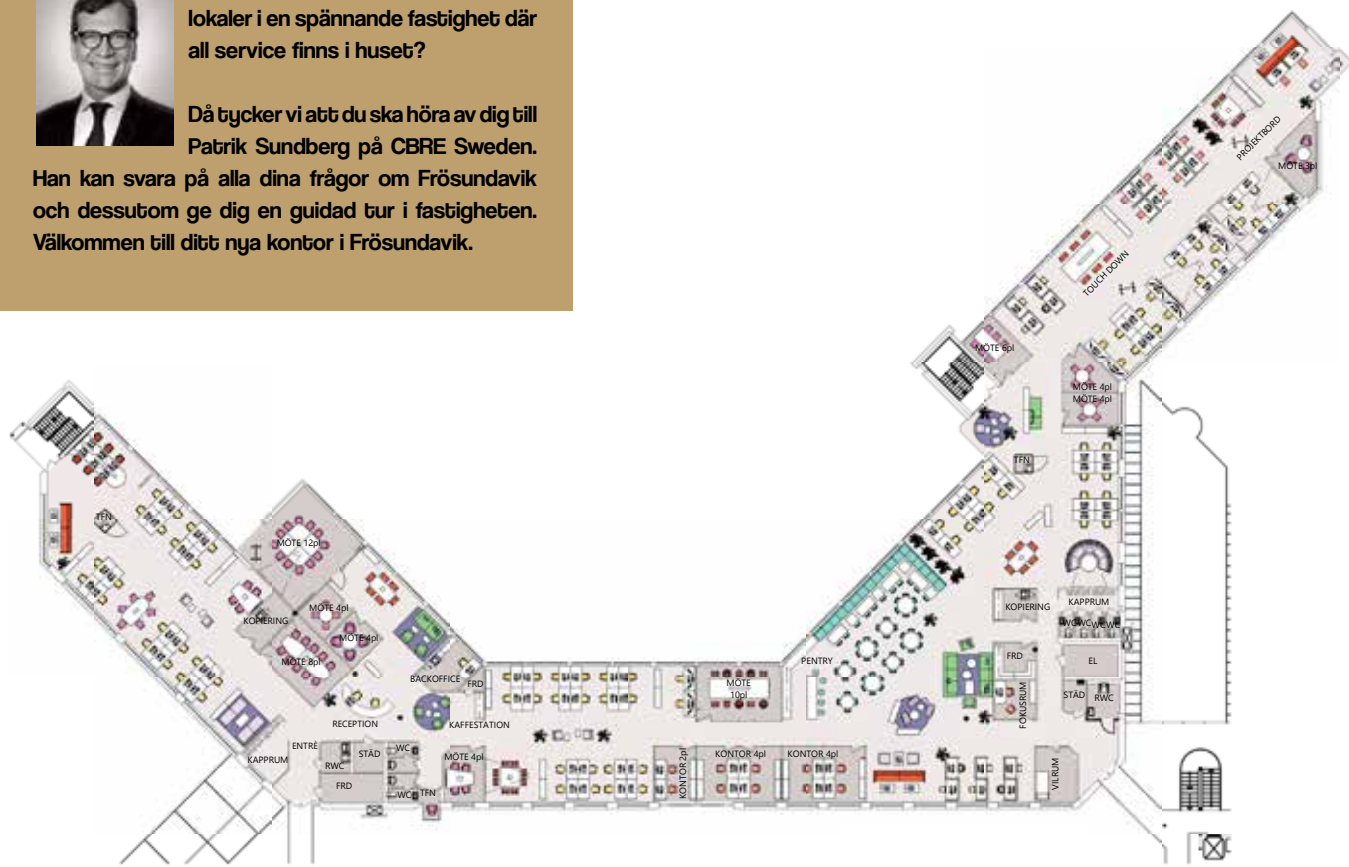 lokaler i en spännande fastighet där
all service finns i huset?
Då tycker vi att du ska höra av dig till
Patrik Sundberg på CBRE Sweden.
Han kan svara på alla dina frågor om Frösundavik
och dessutom ge dig en guidad tur i fastigheten.
Välkommen till ditt nya kontor i Frösundavik.
PROJEKTBORD
MÖTE 3pl
TOUCH DOWN
MÖTE 6pl
MÖTE 4pl
MÖTE 4pl
TFN
TFN
MÖTE 12pl
KOPIERING
MÖTE 4pl
MÖTE 4pl
MÖTE 8pl
KOPIERING
KAPPRUM
WC WC WC WC
PENTRY
FRD
EL
BACKOFFICE
FRD
MÖTE
10pl
STÄD
RWC
FOKUSRUM
RECEPTION
KAFFESTATION
ENTRÉ
KAPPRUM
RWC
STÄD
WC
MÖTE 4pl
KONTOR 2pl
KONTOR 4pl
KONTOR 4pl
VILRUM
FRD
WC
TFN